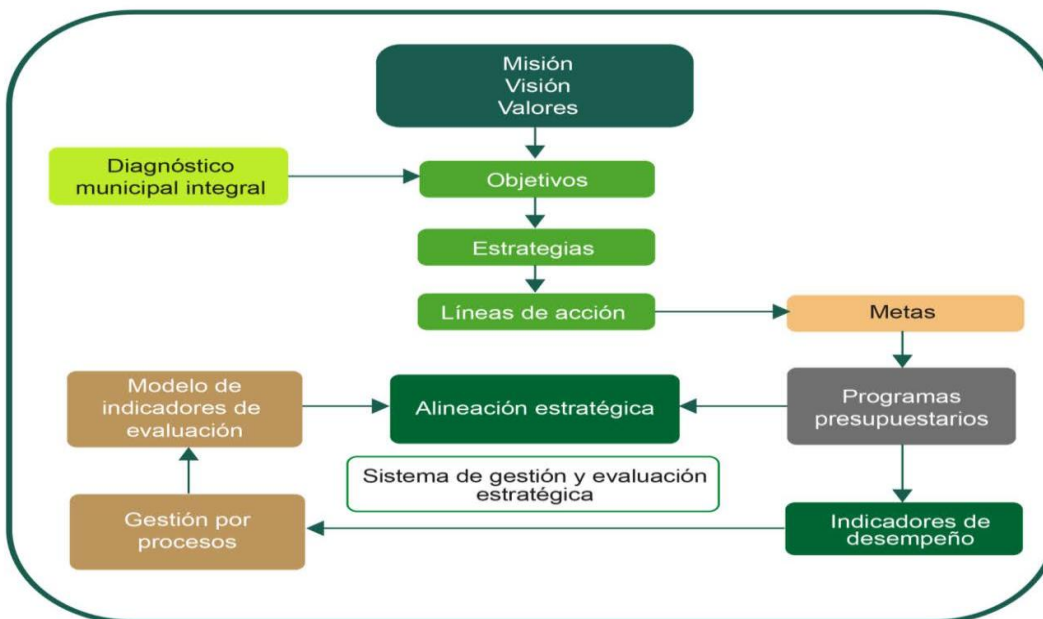 Misión
Visión
Valores
Diagnóstico
municipal integral
Objetivos
Estrategias
Líneas de acción
Metas
Modelo de
indicadores de
evaluación
Alineación estratégica
Programas
presupuestarios
Sistema de gestión y evaluación
estratégica
Gestión por
procesos
Indicadores de
desempeño